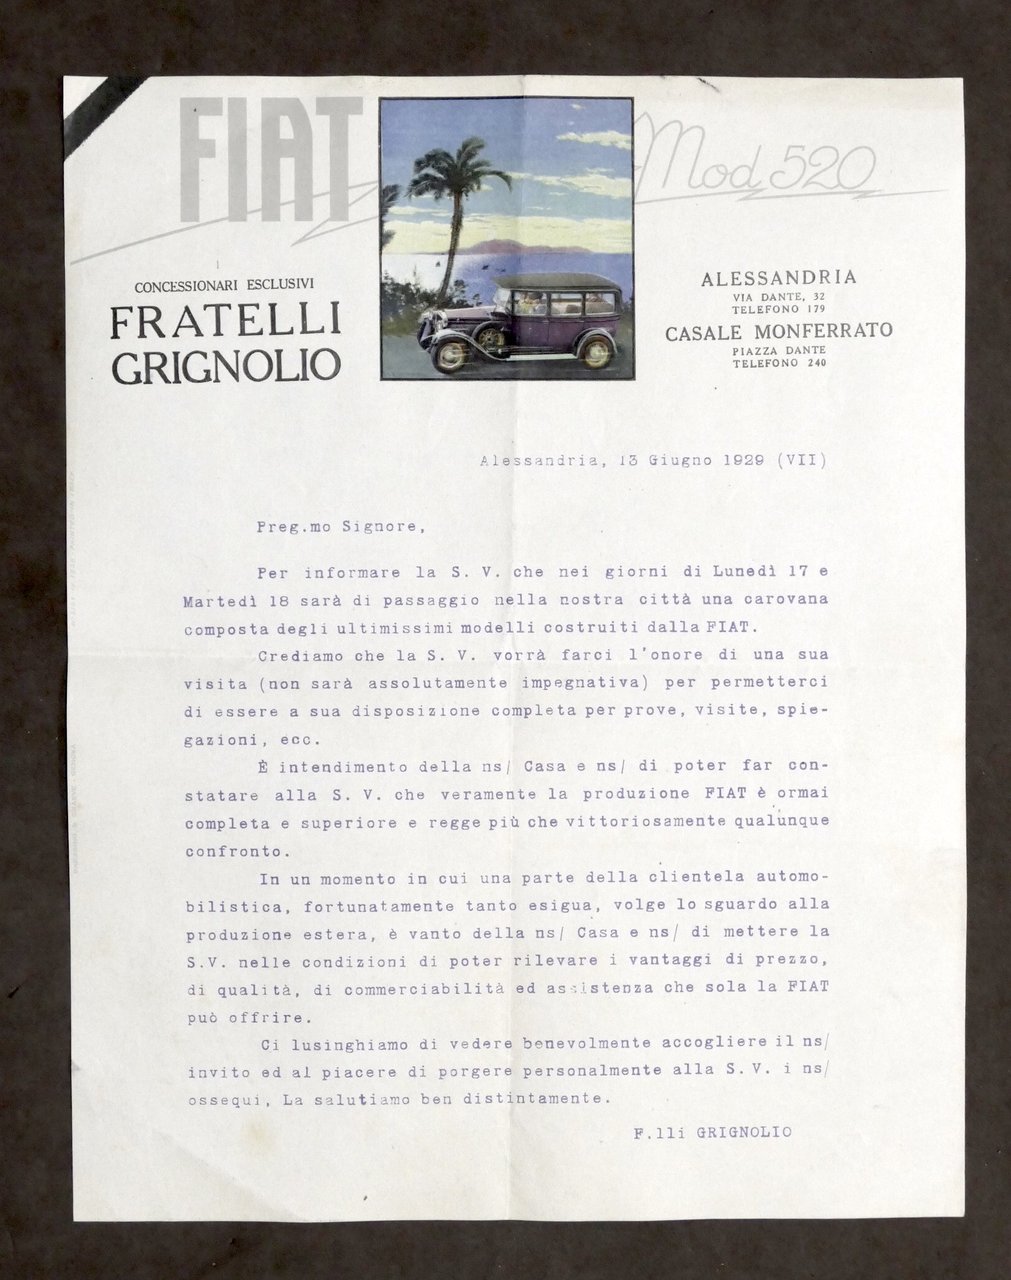 FIAT
Mod 520
CONCESSIONARI ESCLUSIVI
FRATELLI
GRIGNOLIO
ALESSANDRIA
VIA DANTE, 32
TELEFONO 179
CASALE MONFERRATO
PIAZZA DANTE
TELEFONO 240
Alessandria, 13 Giugno 1929 (VII)
Preg.mo Signore,
Per informare la S. V. che nei giorni di Lunedì 17 e
Martedì 18 sarà di passaggio nella nostra città una carovana
composta degli ultimissimi modelli costruiti dalla FIAT.
Crediamo che la S. V. vorrà farci l'onore di una sua
visita (non sarà assolutamente impegnativa) per permetterci
di essere a sua disposizione completa per prove, visite, spie-
gazioni, ecc.
È intendimento della ns/ Casa e ns/ di poter far con-
statare alla S. V. che veramente la produzione FIAT è ormai
completa e superiore e regge più che vittoriosamente qualunque
confronto.
In un momento in cui una parte della clientela automo-
bilistica, fortunatamente tanto esigua, volge lo sguardo alla
produzione estera, è vanto della ns/ Casa e ns/ di mettere la
S.V. nelle condizioni di poter rilevare i vantaggi di prezzo,
di qualità, di commerciabilità ed assistenza che sola la FIAT
può offrire.
Ci lusinghiamo di vedere benevolmente accogliere il ns/
invito ed al piacere di porgere personalmente alla S. V. i ns/
ossequi, La salutiamo ben distintamente.
F.lli GRIGNOLIO